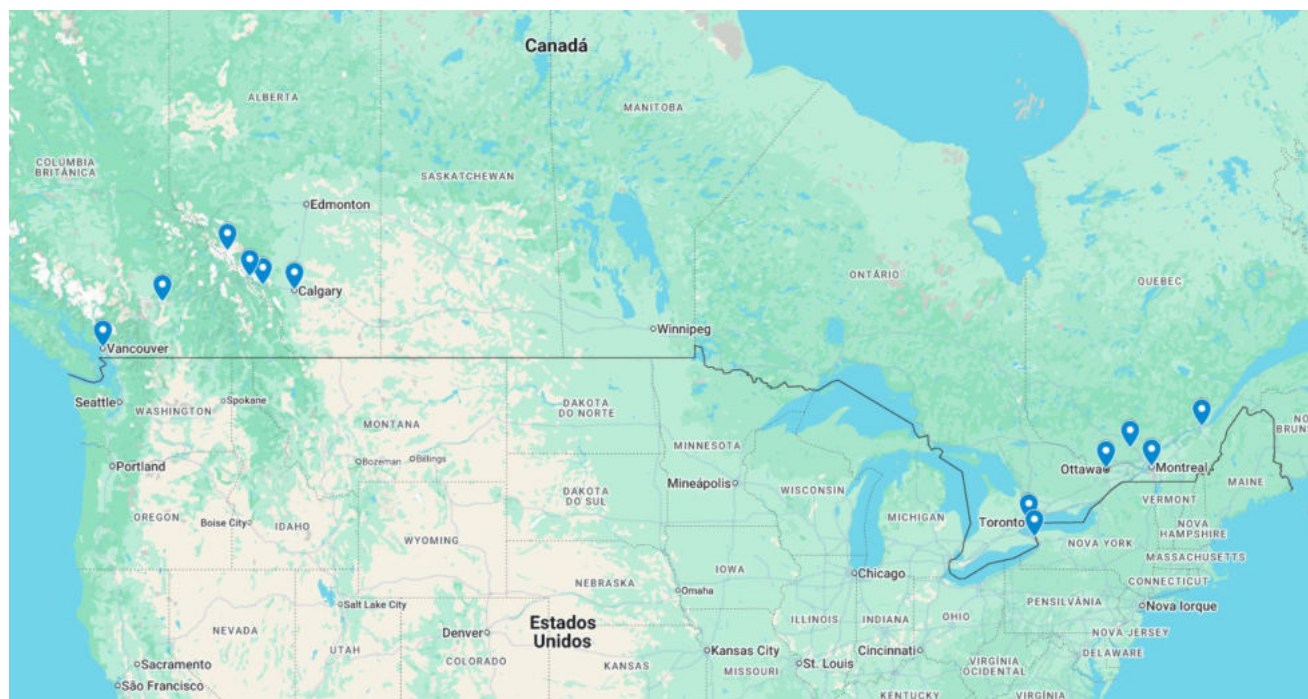 Canadá
ALBERTA
MANITOBA
COLÚMBIA
BRITÂNICA
SASKATCHEWAN
Edmonton
ONTÁRIO
QUEBEC
Calgary
Winnipeg
Vancouver
Seattle
WASHINGTON
Spokane
DAKOTA
DO NORTE
MONTANA
MINNESOTA
NO
BRUNS
Ottawa
Montreal
Portland
Bozeman
Billings
Mineápolis
WISCONSIN
MAINE
VERMONT
DAKOTA
DO SUL
MICHIGAN
Toronto
OREGON
Boise City
IDAHO
NOVA
HAMPSHIRE
NOVA YORK
WYOMING
MASSACHUSETTS
IOWA
Chicago
CONNECTICUT
NEBRASKA
Omaha
Salt Lake City
PENSILVÂNIA
Nova Iorque
NEVADA
Denver
Estados
Unidos
ILLINOIS
INDIANA
OHIO
NOVA JERSEY
UTAH
Kansas City
Cincinnati
DELAWARE
Sacramento
COLORADO
KANSAS
MISSOURI
St. Louis
VIRGÍNIA
OCIDENTAL
São Francisco
KENTUCKY
VIRGÍNIA